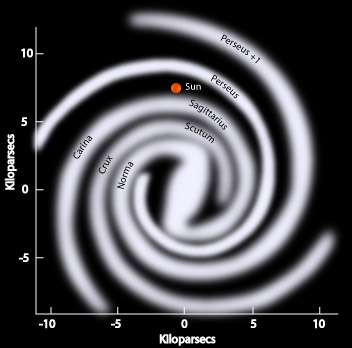 Perseus +1
10
Perseus
Sun
Sagittarius
5
Scutum
Carina
Crux
Norma
Kiloparsecs
0
-5
-10
-5
0
5
10
Kiloparsecs